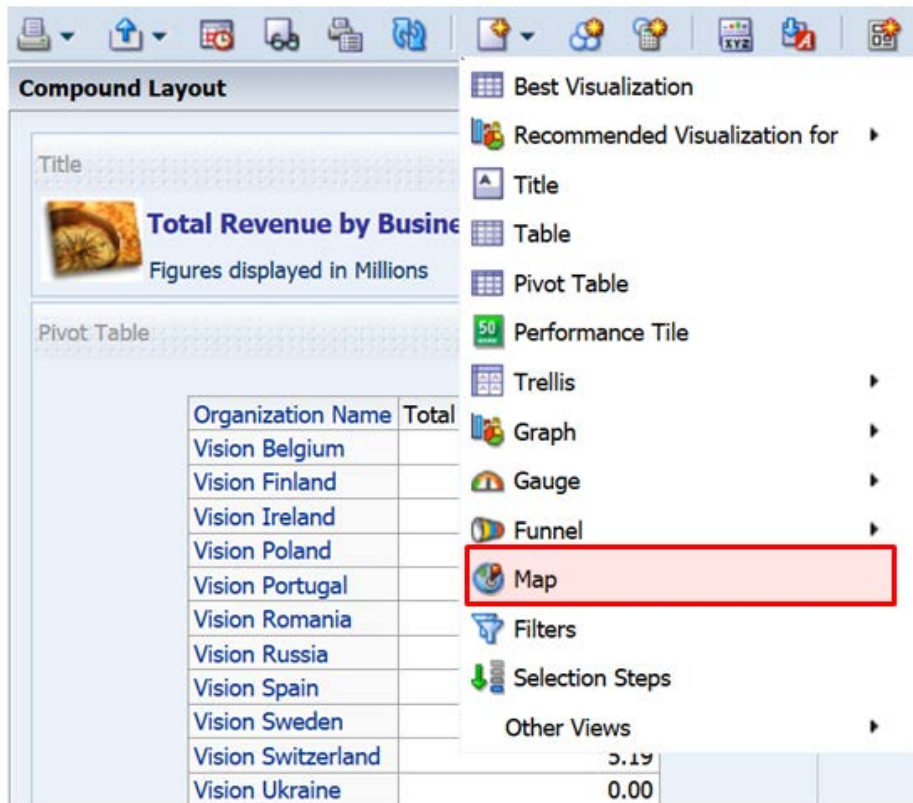 XYZ
Compound Layout
Title
Total Revenue by Busine
Figures displayed in Millions
Pivot Table
Organization Name Total
Vision Belgium
Vision Finland
Vision Ireland
Vision Poland
Vision Portugal
Vision Romania
Vision Russia
Vision Spain
Vision Sweden
Vision Switzerland 5.19
Vision Ukraine 0.00
Best Visualization
Recommended Visualization for
A Title
Table
Pivot Table
50 Performance Tile
Trellis
Graph
Gauge
Funnel
Map
Filters
Selection Steps
Other Views